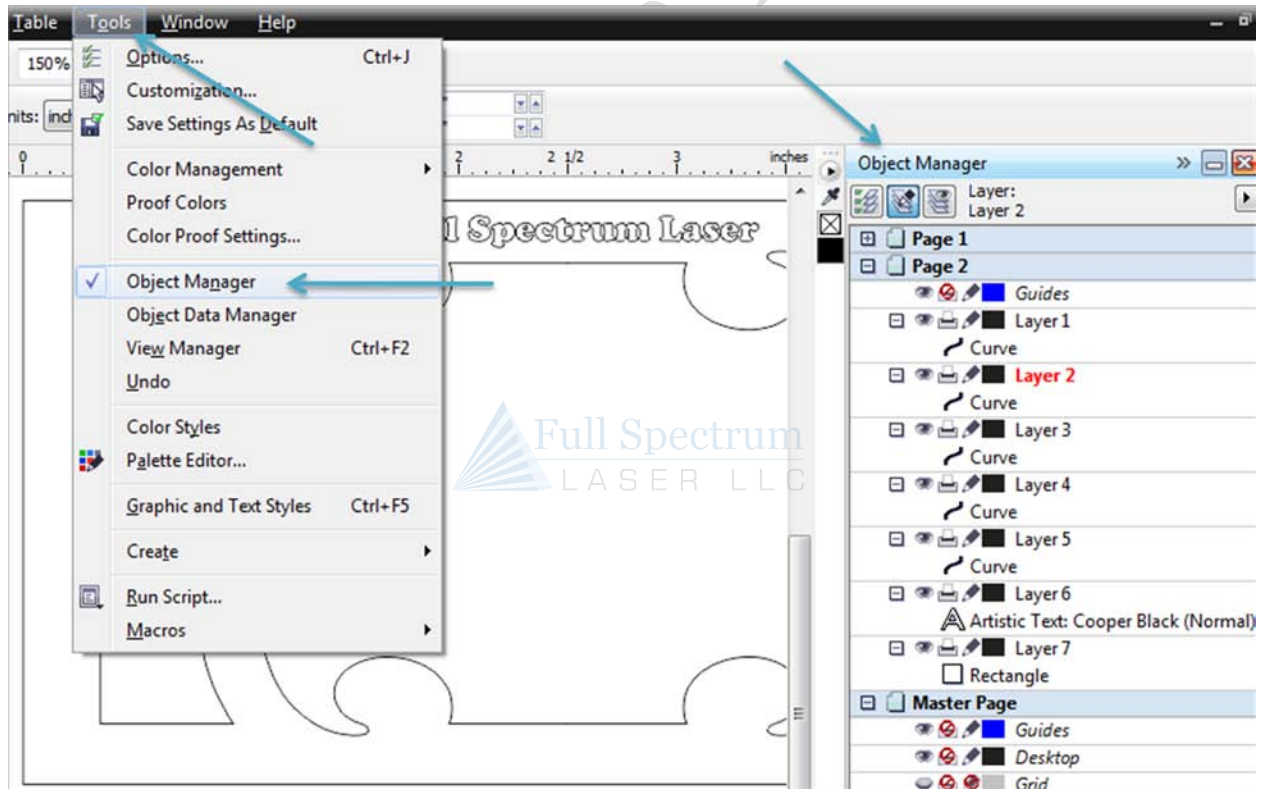 Table Tools Window Help
150%
Options... Ctrl+J
Customization...
Save Settings As Default
Color Management
Proof Colors
Color Proof Settings...
Object Manager
Object Data Manager
View Manager Ctrl+F2
Undo
Color Styles
Palette Editor...
Graphic and Text Styles Ctrl+F5
Create
Run Script...
Macros
nits: inch
0 2 2 1/2 3 inches
l Spectrum Laser
Full Spectrum
LASER LLC
Object Manager
Layer:
Layer 2
Page 1
Page 2
Guides
Layer 1
Curve
Layer 2
Curve
Layer 3
Curve
Layer 4
Curve
Layer 5
Curve
Layer 6
Artistic Text: Cooper Black (Normal)
Layer 7
Rectangle
Master Page
Guides
Desktop
Grid